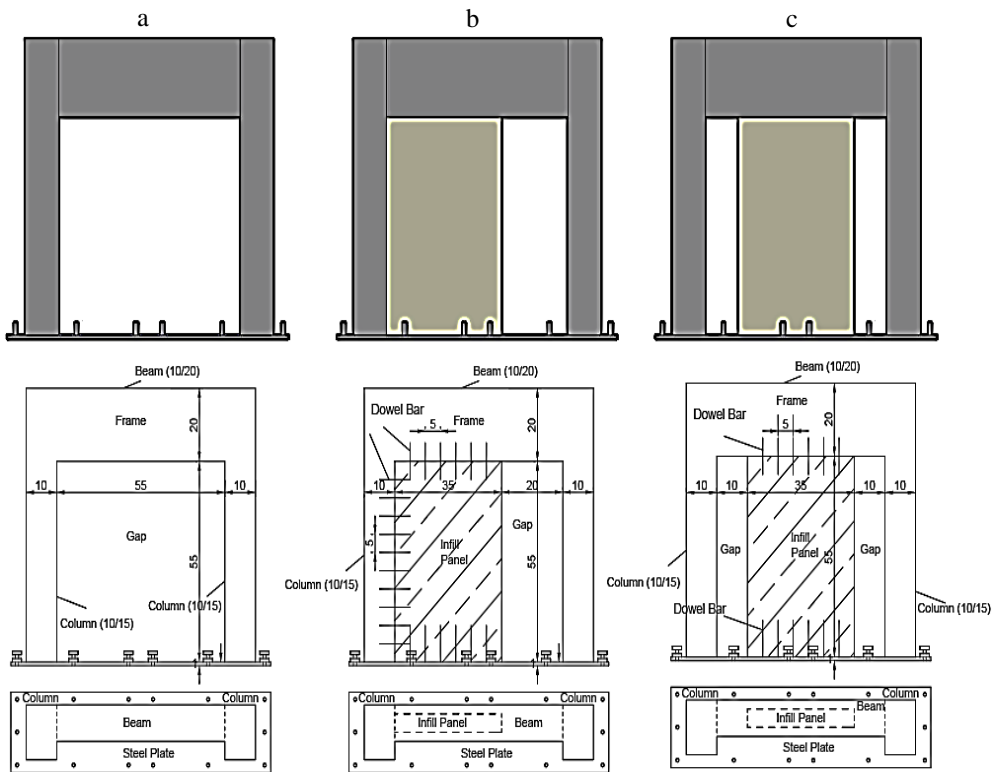 a
b
c
Beam (10/20)
Frame
20
10
55
10
Gap
55
Column (10/15)
Column (10/15)
Column
Column
Beam
Steel Plate
Beam (10/20)
Dowel Bar
Frame
5
20
10
35
20
10
Gap
5
Infill
Panel
55
Column (10/15)
Column
Column
Infill Panel
Beam
Steel Plate
Beam (10/20)
Frame
Dowel Bar
5
20
10
10
35
10
10
Infill
Panel
Gap
Gap
55
Column (10/15)
Column (10/15)
Dowel Bar
Column
Column
Beam
Infill Panel
Steel Plate